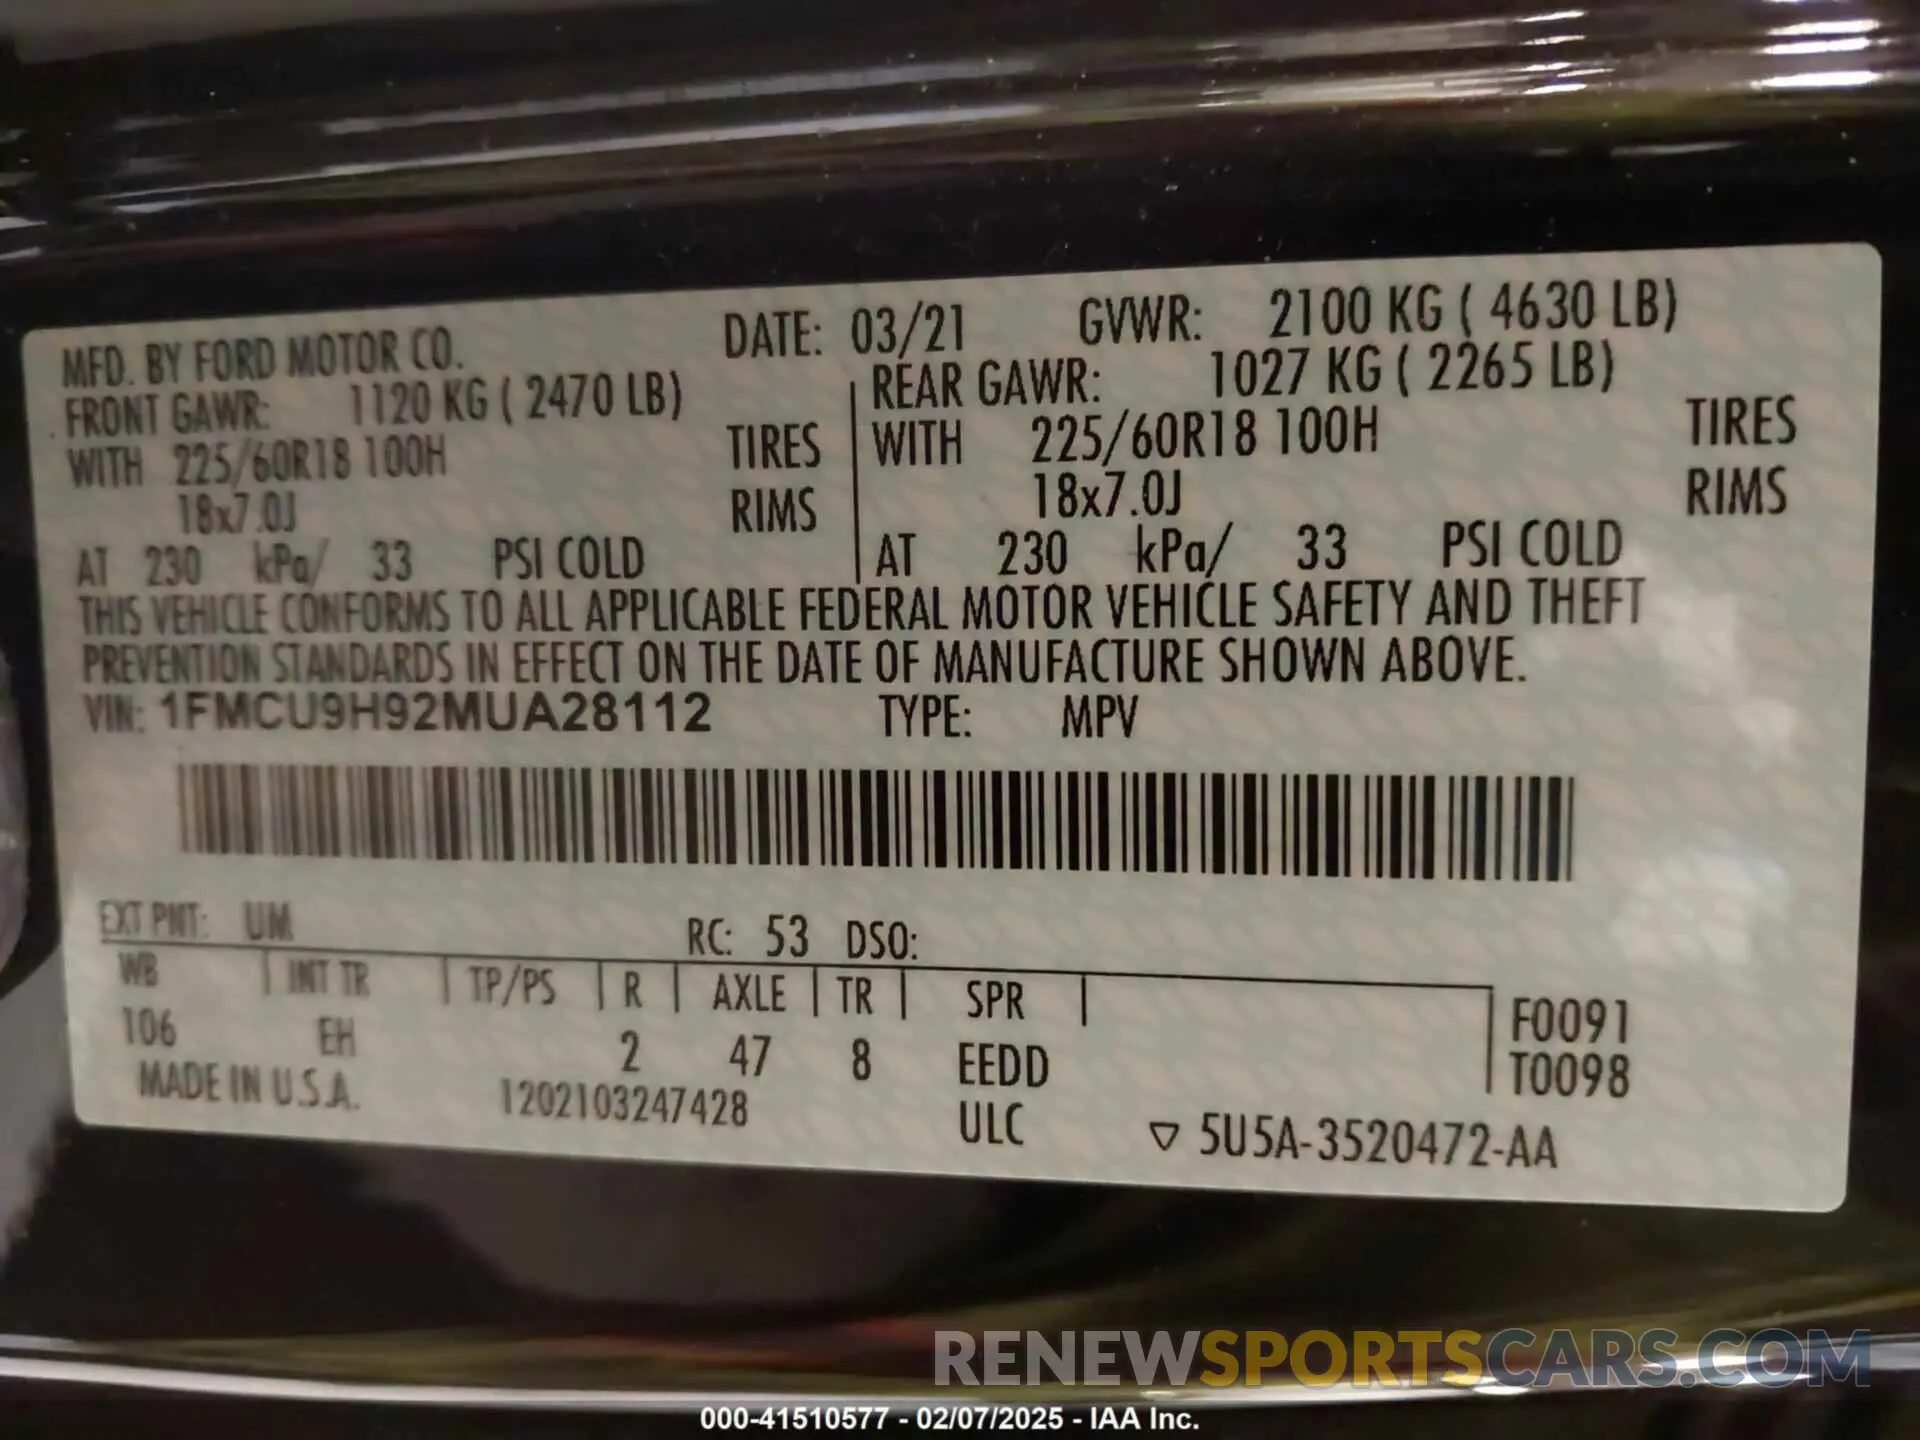 MFD. BY FORD MOTOR CO. DATE: 03/21 GVWR: 2100 KG ( 4630 LB)
FRONT GAWR: 1120 KG ( 2470 LB) REAR GAWR: 1027 KG ( 2265 LB)
WITH 225/60R18 100H TIRES WITH 225/60R18 100H TIRES
18x7.0J RIMS 18x7.0J RIMS
AT 230 kPa/ 33 PSI COLD AT 230 kPa/ 33 PSI COLD
THIS VEHICLE CONFORMS TO ALL APPLICABLE FEDERAL MOTOR VEHICLE SAFETY AND THEFT
PREVENTION STANDARDS IN EFFECT ON THE DATE OF MANUFACTURE SHOWN ABOVE.
VIN: 1FMCU9H92MUA28112 TYPE: MPV
EXT PNT: UM RC: 53 DSO:
WB INT TR TP/PS R AXLE TR SPR F0091
106 EH 2 47 8 EEDD T0098
MADE IN U.S.A. 1202103247428 ULC ▽ 5U5A-3520472-AA
RENEWSPORTSCARS.COM
000-41510577 - 02/07/2025 - IAA Inc.